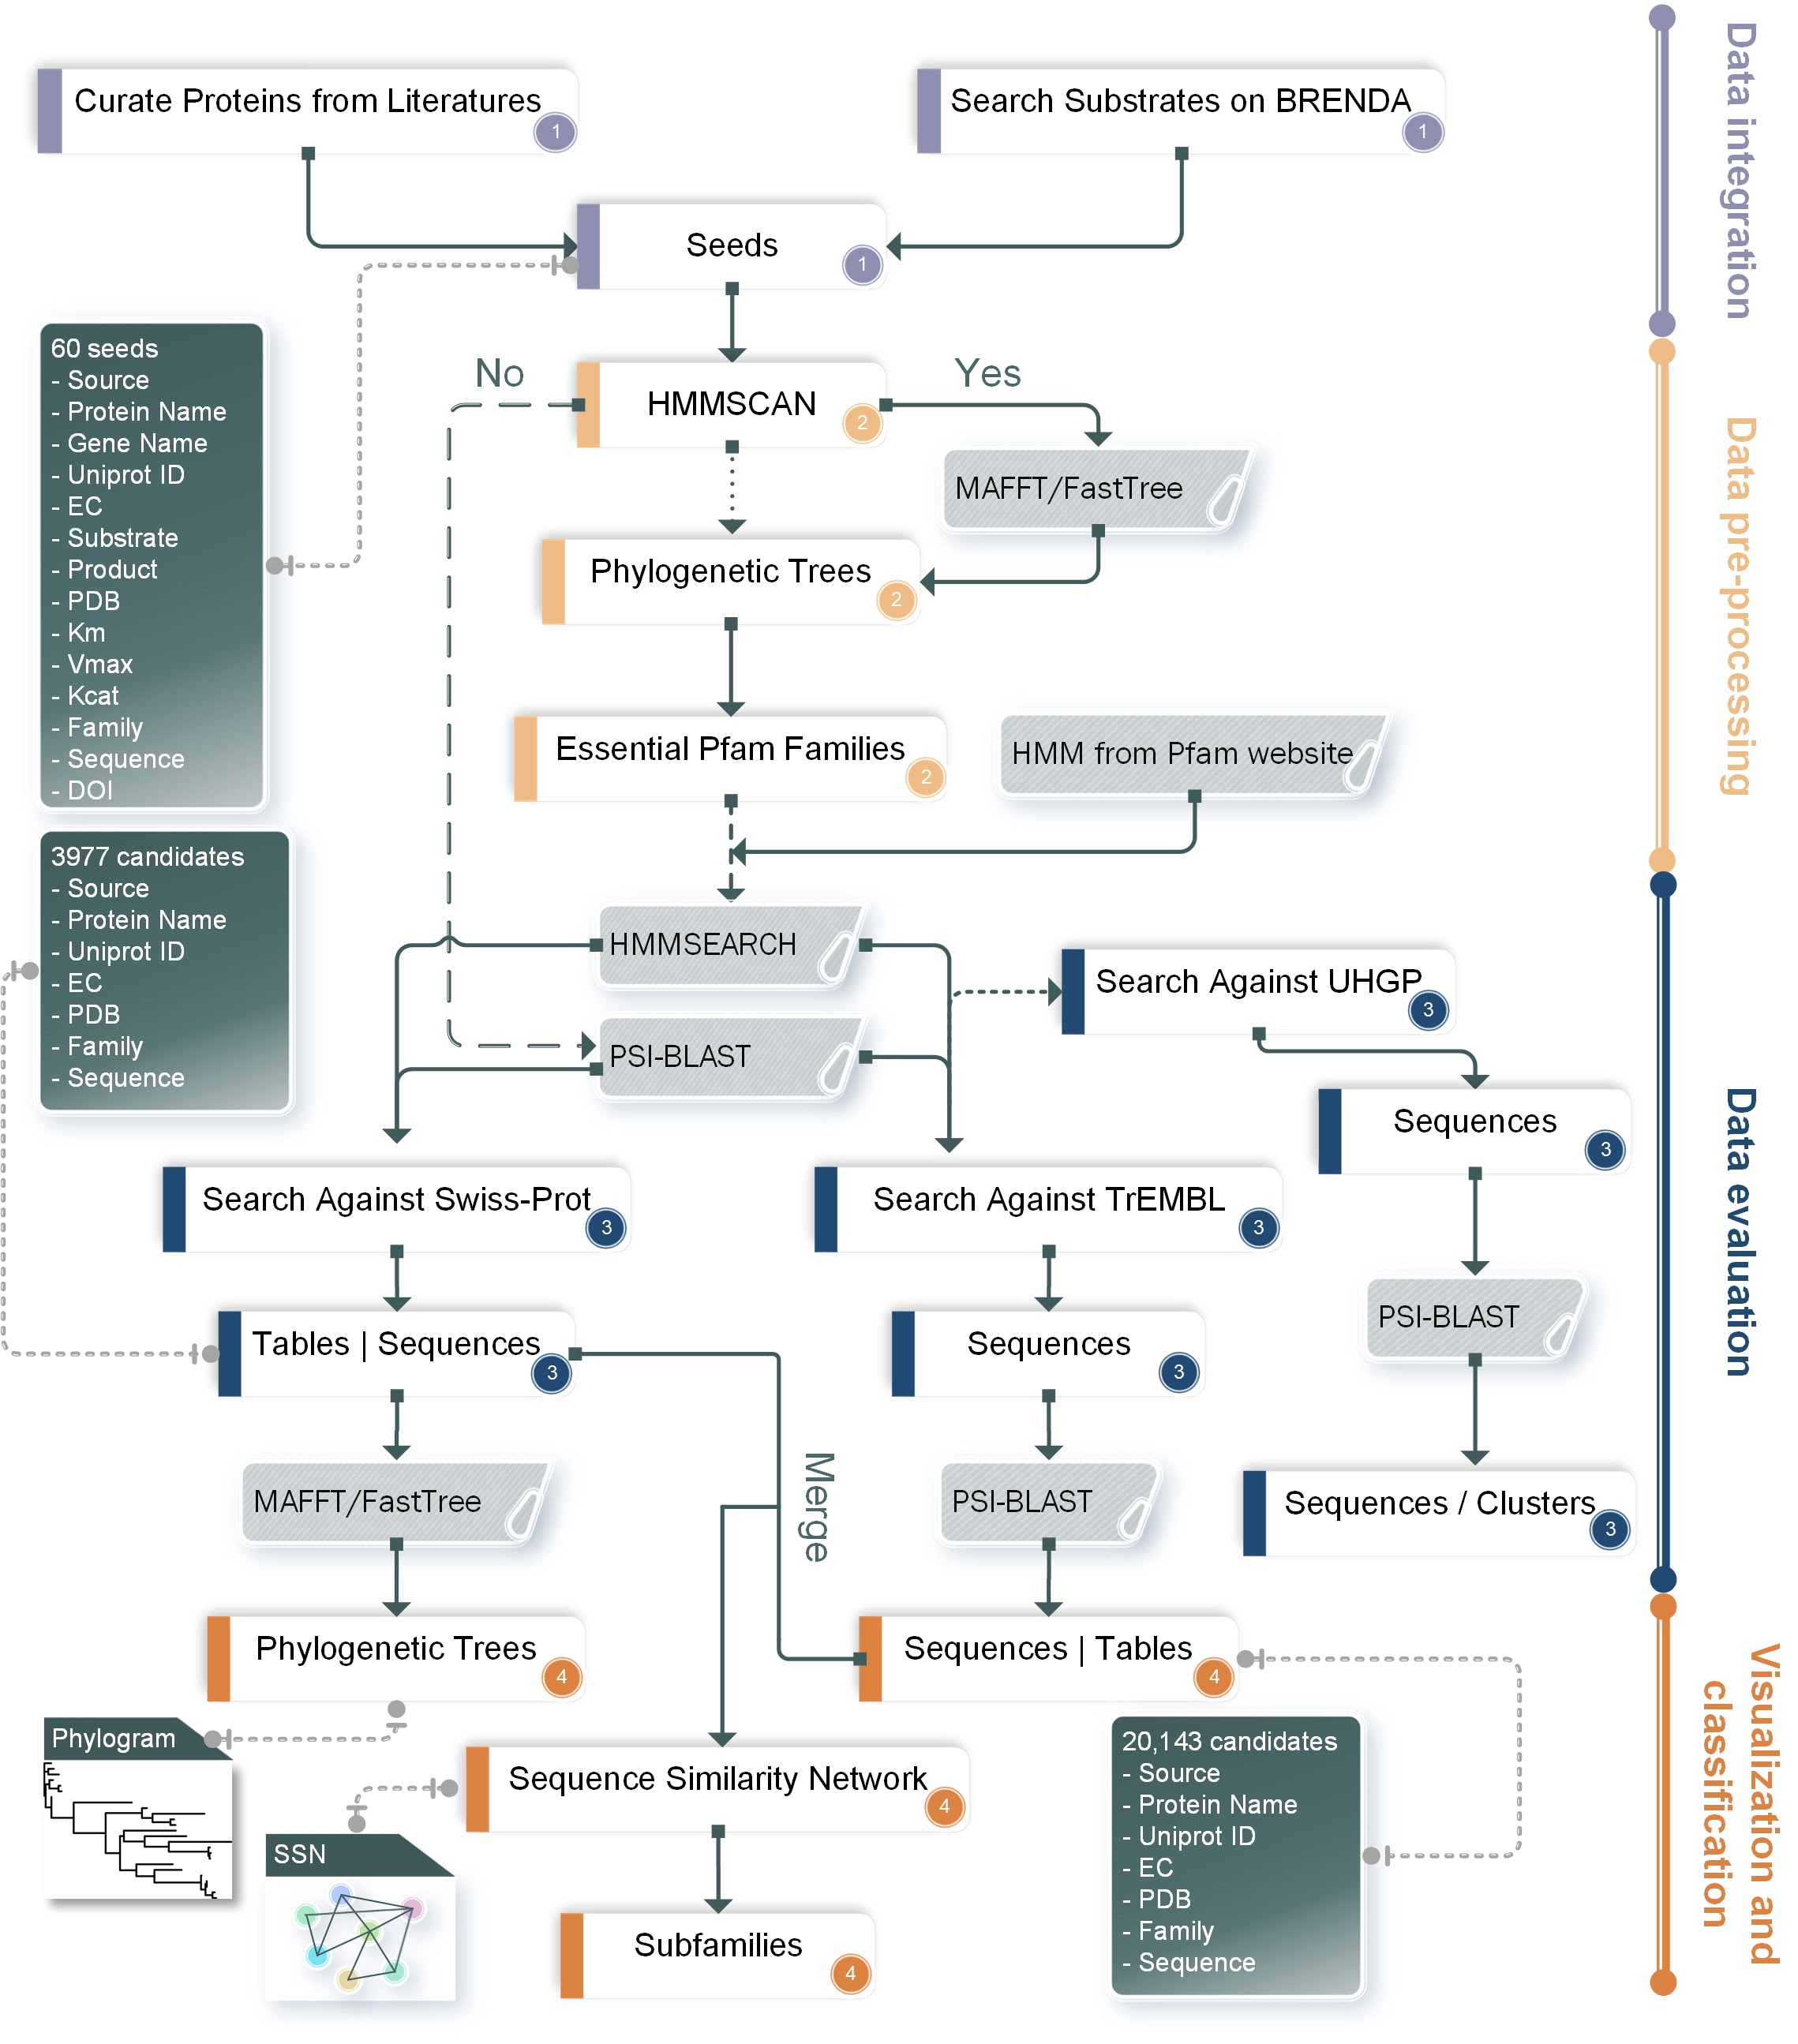 Curate Proteins from Literatures
1
Search Substrates on BRENDA
1
Data integration
Seeds
1
60 seeds
- Source
- Protein Name
- Gene Name
- Uniprot ID
- EC
- Substrate
- Product
- PDB
- Km
- Vmax
- Kcat
- Family
- Sequence
- DOI
No
HMMSCAN
2
Yes
MAFFT/FastTree
Phylogenetic Trees
2
Data pre-processing
Essential Pfam Families
2
HMM from Pfam website
3977 candidates
- Source
- Protein Name
- Uniprot ID
- EC
- PDB
- Family
- Sequence
HMMSEARCH
PSI-BLAST
Search Against UHGP
3
Sequences
3
Data evaluation
Search Against Swiss-Prot
3
Search Against TrEMBL
3
PSI-BLAST
Tables | Sequences
3
Sequences
3
Merge
MAFFT/FastTree
PSI-BLAST
Sequences / Clusters
3
Phylogenetic Trees
4
Sequences | Tables
4
Visualization and
classification
Phylogram
Sequence Similarity Network
4
20,143 candidates
- Source
- Protein Name
- Uniprot ID
- EC
- PDB
- Family
- Sequence
SSN
Subfamilies
4